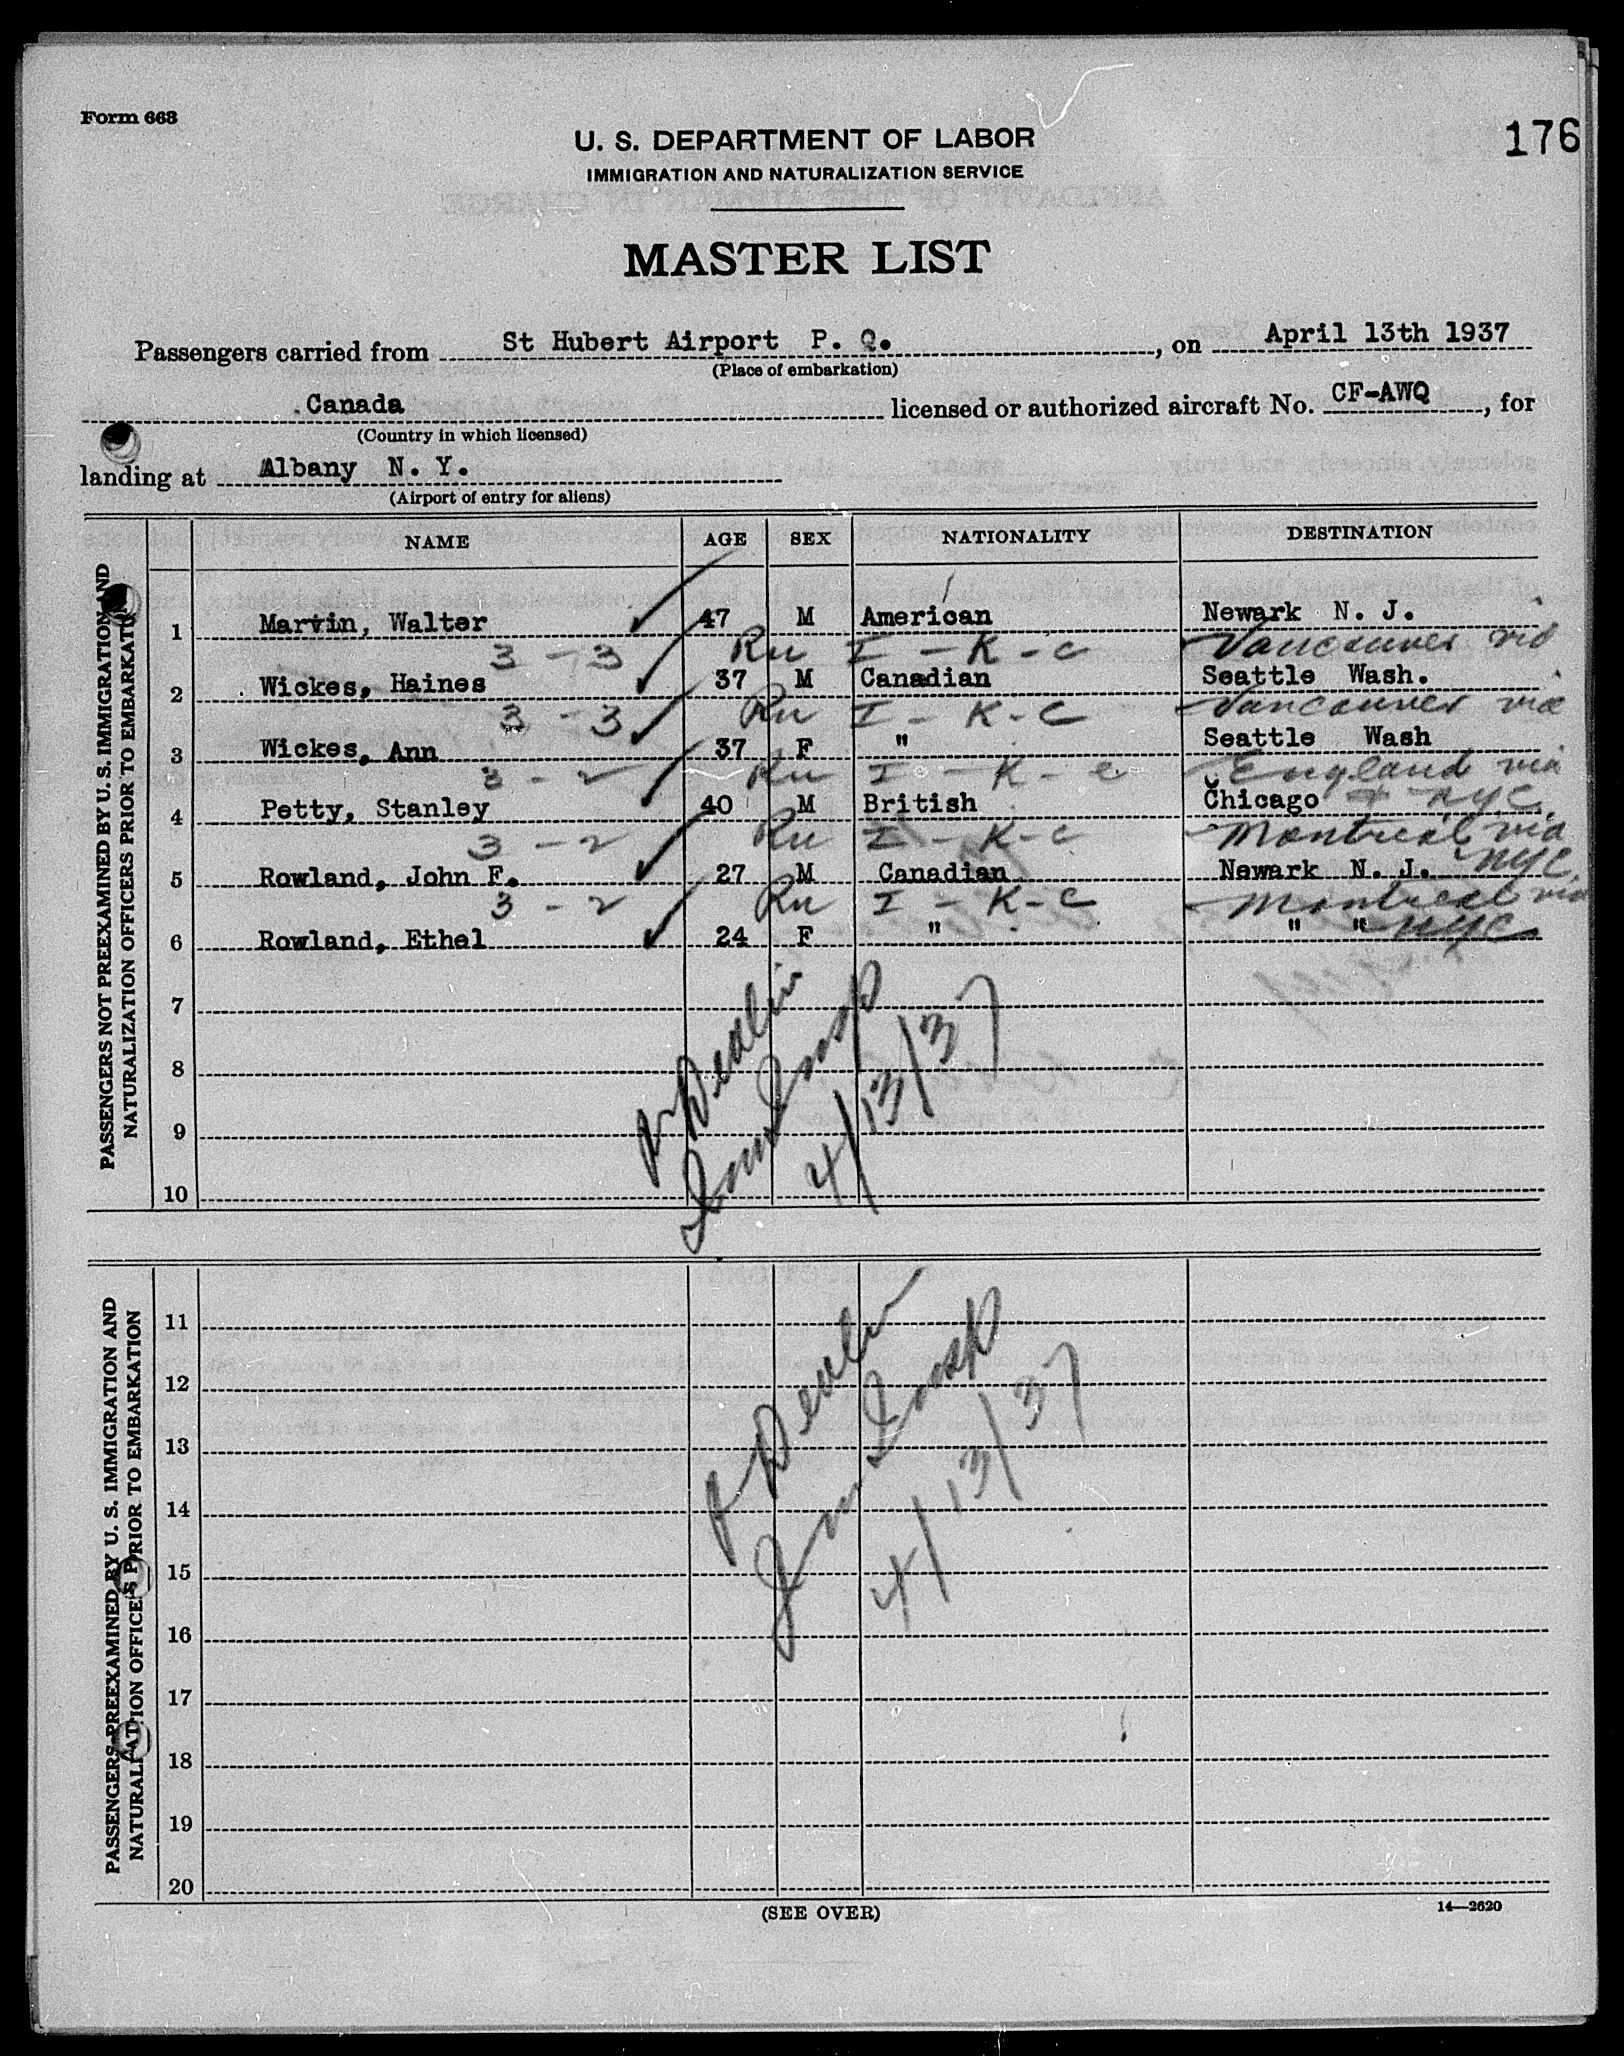 Form 663
176
U. S. DEPARTMENT OF LABOR
IMMIGRATION AND NATURALIZATION SERVICE
MASTER LIST
Passengers carried from St Hubert Airport P. Q., on April 13th 1937
(Place of embarkation)
Canada licensed or authorized aircraft No. CF-AWQ, for
(Country in which licensed)
landing at Albany N. Y.
(Airport of entry for aliens)
NAME AGE SEX NATIONALITY DESTINATION
PASSENGERS NOT PREEXAMINED BY U. S. IMMIGRATION AND
NATURALIZATION OFFICERS PRIOR TO EMBARKATION
1 Martin, Walter 47 M American Newark N. J.
3 - 3 Ru I - K - C Vancouver via
2 Wickes, Haines 37 M Canadian Seattle Wash.
3 - 3 Ru I - K - C Vancouver via
3 Wickes, Ann 37 F " Seattle Wash
3 - 2 Ru I - K - C England via
4 Petty, Stanley 40 M British Chicago + NYC
3 - 2 Ru I - K - C Montreal via
5 Rowland, John F. 27 M Canadian Newark N. J. NYC
3 - 2 Ru I - K - C Montreal via
6 Rowland, Ethel 24 F " " " NYC
7
8
9
10
Imm Insp
4/13/37
PASSENGERS PREEXAMINED BY U. S. IMMIGRATION AND
NATURALIZATION OFFICERS PRIOR TO EMBARKATION
11
12
13
14
15
16
17
18
19
20
Imm Insp
4/13/37
(SEE OVER)
14—2620